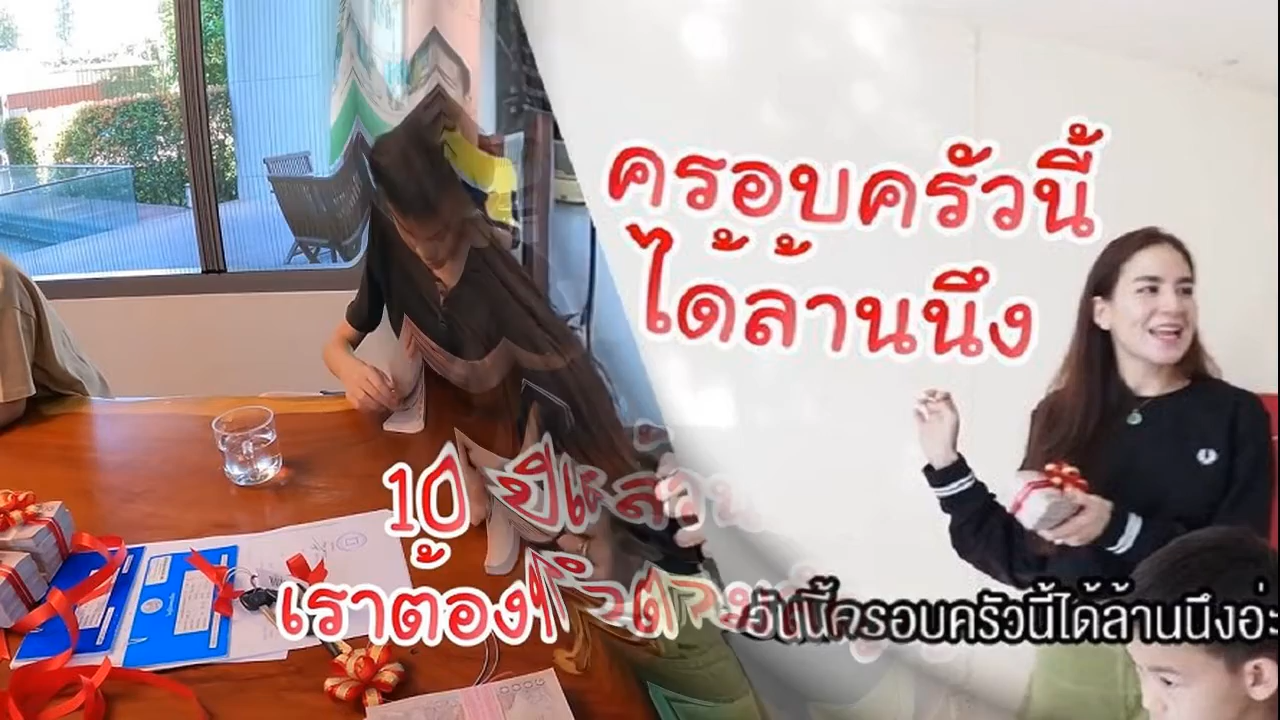 ครอบครัวนี้
ได้ล้านนึง
10 ปี
เราต้อง
อันนี้ครอบครัวนี้ได้ล้านนึงอ่ะ